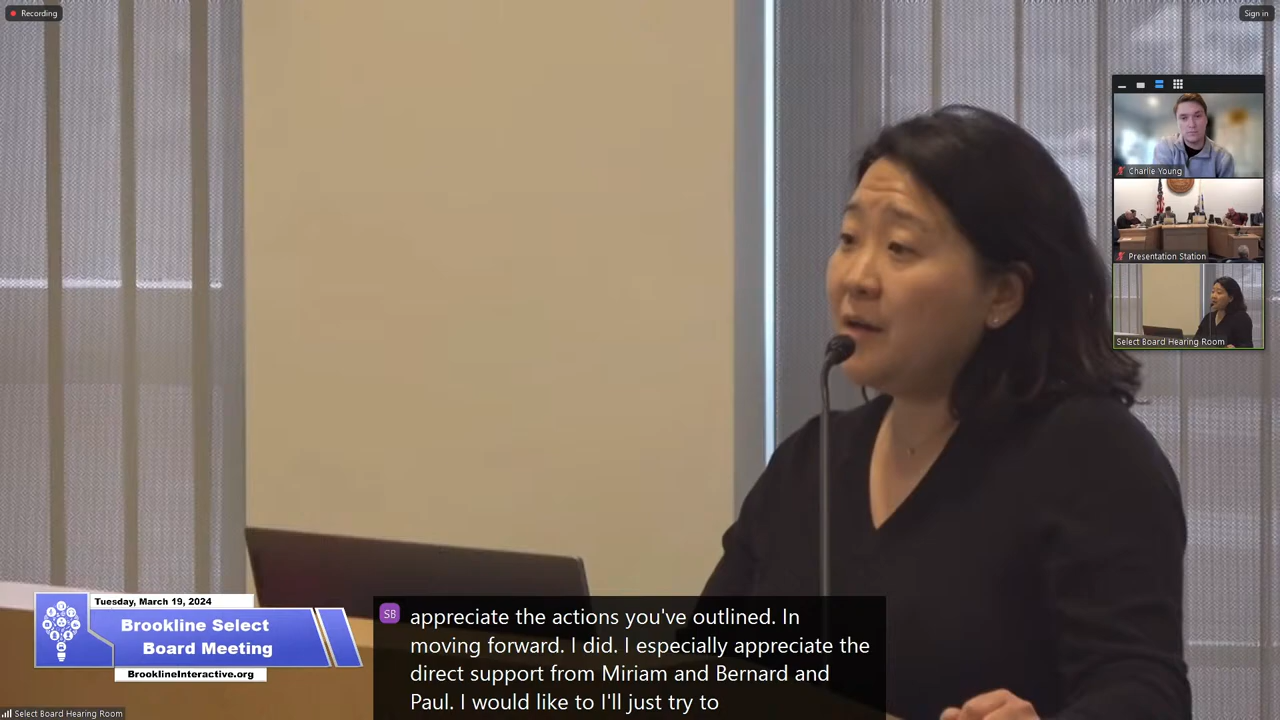 Recording
Sign in
Charlie Young
Presentation Station
Select Board Hearing Room
Tuesday, March 19, 2024
Brookline Select
Board Meeting
BrooklineInteractive.org
SB
appreciate the actions you've outlined. In
moving forward. I did. I especially appreciate the
direct support from Miriam and Bernard and
Paul. I would like to I'll just try to
Select Board Hearing Room